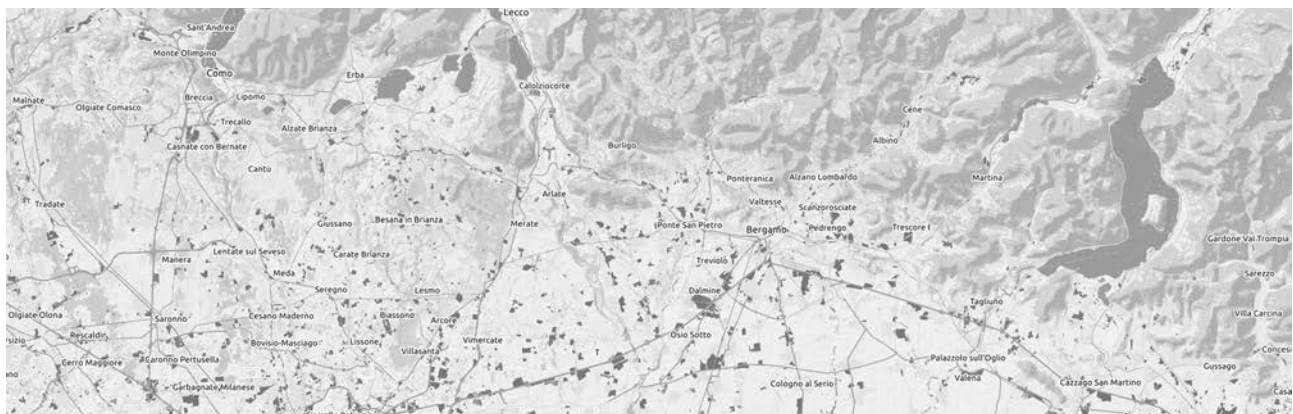 Lecco
Sant'Andrea
Monte Olimpino
Como
Erba
Calolziocorte
Malnate
Olgiate Comasco
Breccia
Lipomo
Trecallo
Alzate Brianza
Casnate con Bernate
Cantù
Burligo
Cene
Albino
Ponteranica
Alzano Lombardo
Martina
Arlate
Valtesse
Scanzorosciate
Tradate
Giussano
Besana in Brianza
Merate
Ponte San Pietro
Bergamo
Pedrengo
Trescore
Gardone Val Trompia
Lentate sul Seveso
Manera
Carate Brianza
Treviolo
Meda
Sarezzo
Seregno
Lesmo
Dalmine
Tagliuno
Olgiate Olona
Saronno
Cesano Maderno
Biassono
Arcore
Villa Carcina
Rescaldin
Bovisio-Masciago
Lissone
Vimercate
Osio Sotto
Villasanta
Cerro Maggiore
Caronno Pertusella
Palazzolo sull'Oglio
Gussago
Garbagnate Milanese
Cologno al Serio
Valena
Cazzago San Martino